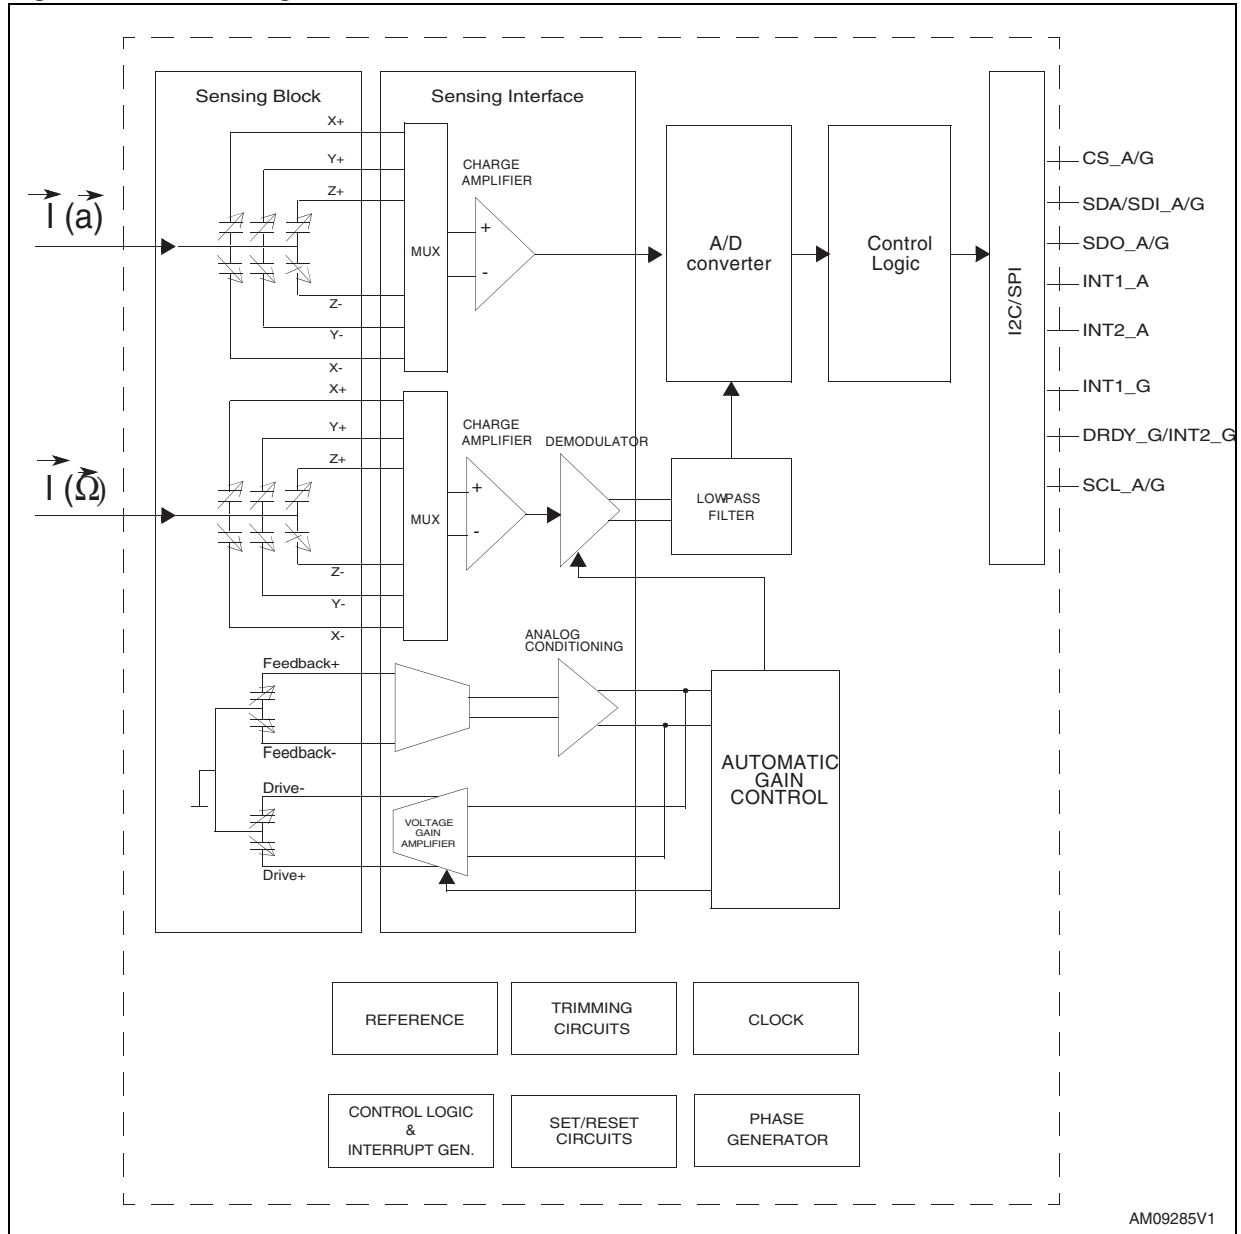 Sensing Block
Sensing Interface
X+
Y+
Z+
CHARGE
AMPLIFIER
I (a)
MUX
+
-
Z-
Y-
X-
A/D
converter
Control
Logic
I2C/SPI
CS_A/G
SDA/SDI_A/G
SDO_A/G
INT1_A
INT2_A
INT1_G
DRDY_G/INT2_G
SCL_A/G
X+
Y+
Z+
CHARGE
AMPLIFIER
DEMODULATOR
I (Ω)
MUX
+
-
LOWPASS
FILTER
Z-
Y-
X-
ANALOG
CONDITIONING
Feedback+
Feedback-
Drive-
VOLTAGE
GAIN
AMPLIFIER
Drive+
AUTOMATIC
GAIN
CONTROL
REFERENCE
TRIMMING
CIRCUITS
CLOCK
CONTROL LOGIC
&
INTERRUPT GEN.
SET/RESET
CIRCUITS
PHASE
GENERATOR
AM09285V1